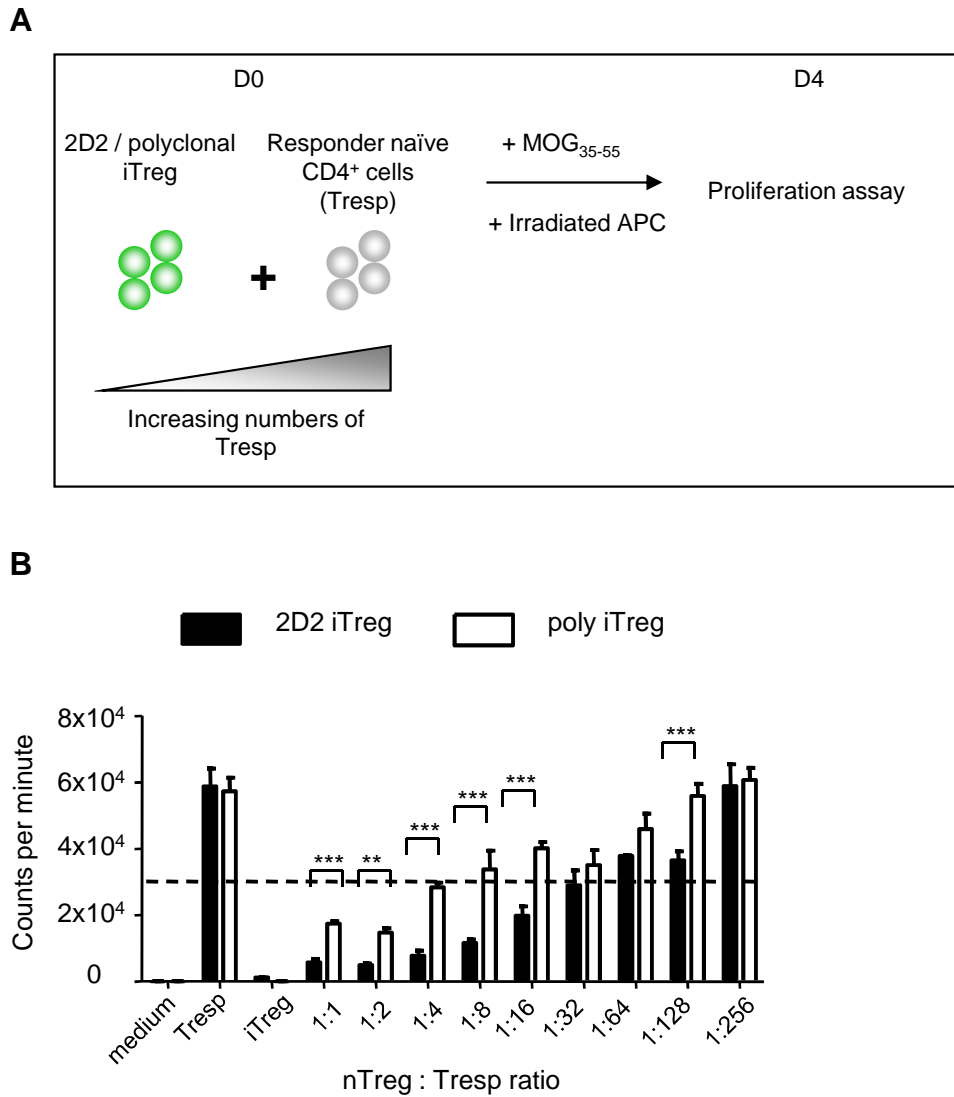 A
D0
D4
2D2 / polyclonal
iTreg
Responder naïve
CD4⁺ cells
(Tresp)
+ MOG₃₅₋₅₅
+ Irradiated APC
Proliferation assay
+
Increasing numbers of
Tresp
B
2D2 iTreg
poly iTreg
Counts per minute
8x10⁴
6x10⁴
4x10⁴
2x10⁴
0
***
**
***
***
***
***
medium
Tresp
iTreg
1:1
1:2
1:4
1:8
1:16
1:32
1:64
1:128
1:256
nTreg : Tresp ratio